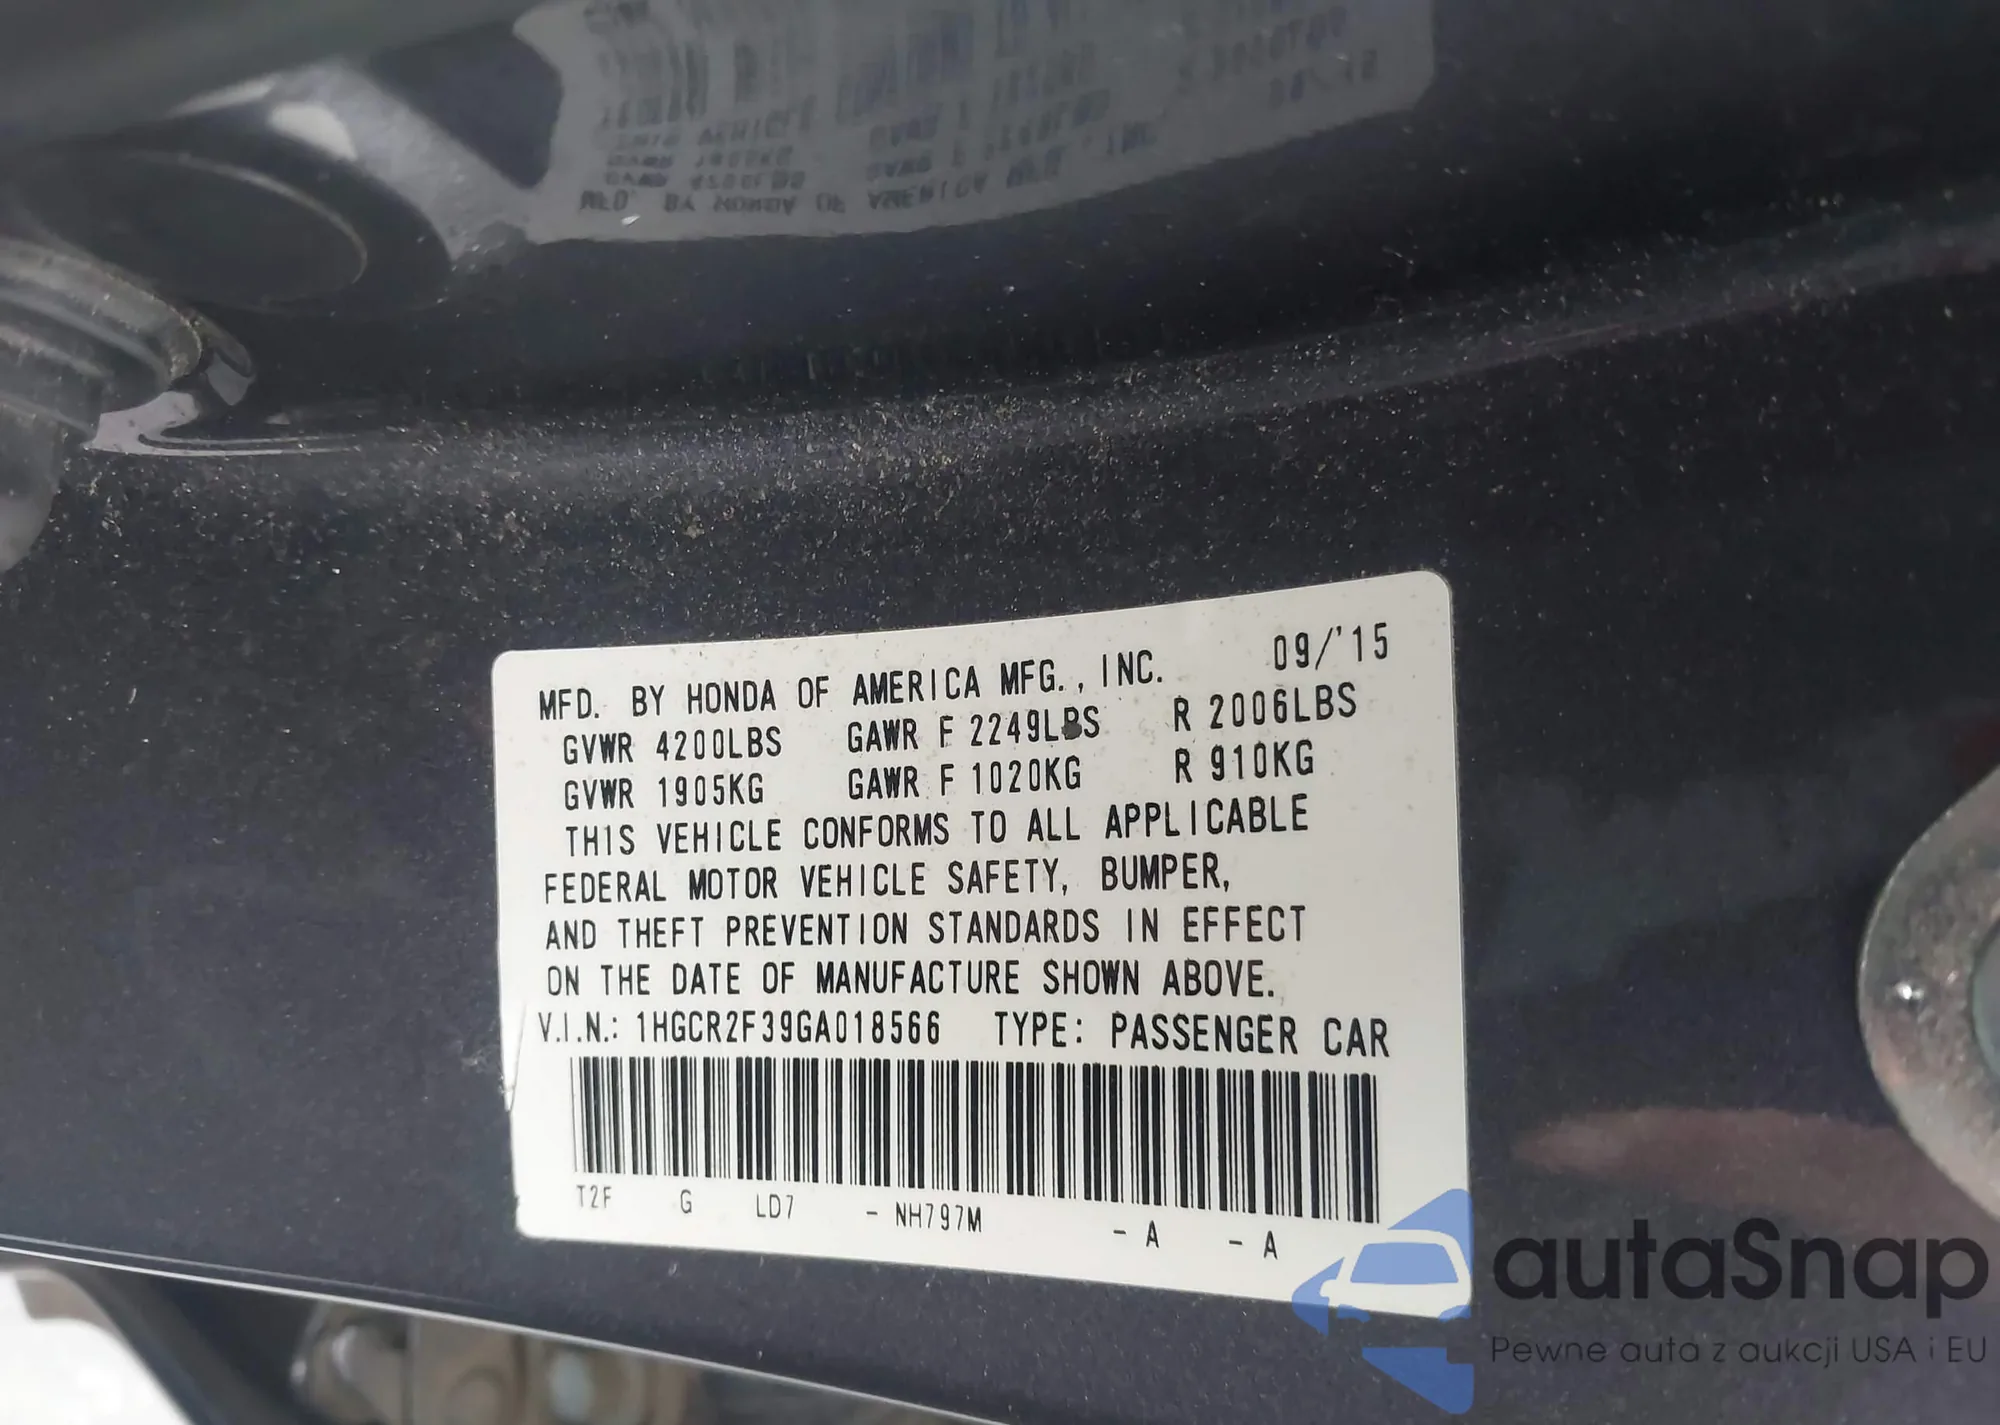 MFD. BY HONDA OF AMERICA MFG., INC. 09/'15
GVWR 4200LBS GAWR F 2249LBS R 2006LBS
GVWR 1905KG GAWR F 1020KG R 910KG
THIS VEHICLE CONFORMS TO ALL APPLICABLE
FEDERAL MOTOR VEHICLE SAFETY, BUMPER,
AND THEFT PREVENTION STANDARDS IN EFFECT
ON THE DATE OF MANUFACTURE SHOWN ABOVE.
V.I.N.: 1HGCR2F39GA018566 TYPE: PASSENGER CAR
T2F G LD7 - NH797M - A - A
autaSnap
Pewne auta z aukcji USA i EU